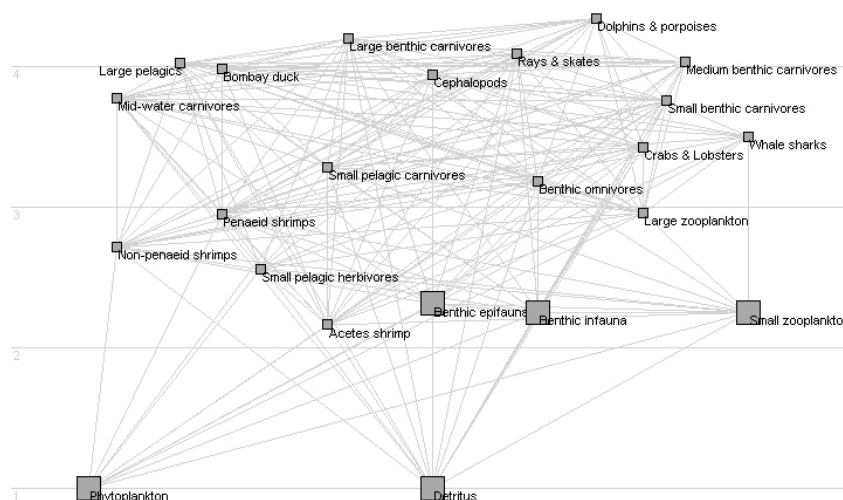 Dolphins & porpoises
Large benthic carnivores
Rays & skates
Large pelagics
Bombay duck
Cephalopods
Medium benthic carnivores
4
Mid-water carnivores
Small benthic carnivores
Whale sharks
Crabs & Lobsters
Small pelagic carnivores
Benthic omnivores
3
Penaeid shrimps
Large zooplankton
Non-penaeid shrimps
Small pelagic herbivores
Benthic epifauna
Benthic infauna
Small zooplankto
Acetes shrimp
2
1
Phytoplankton
Detritus